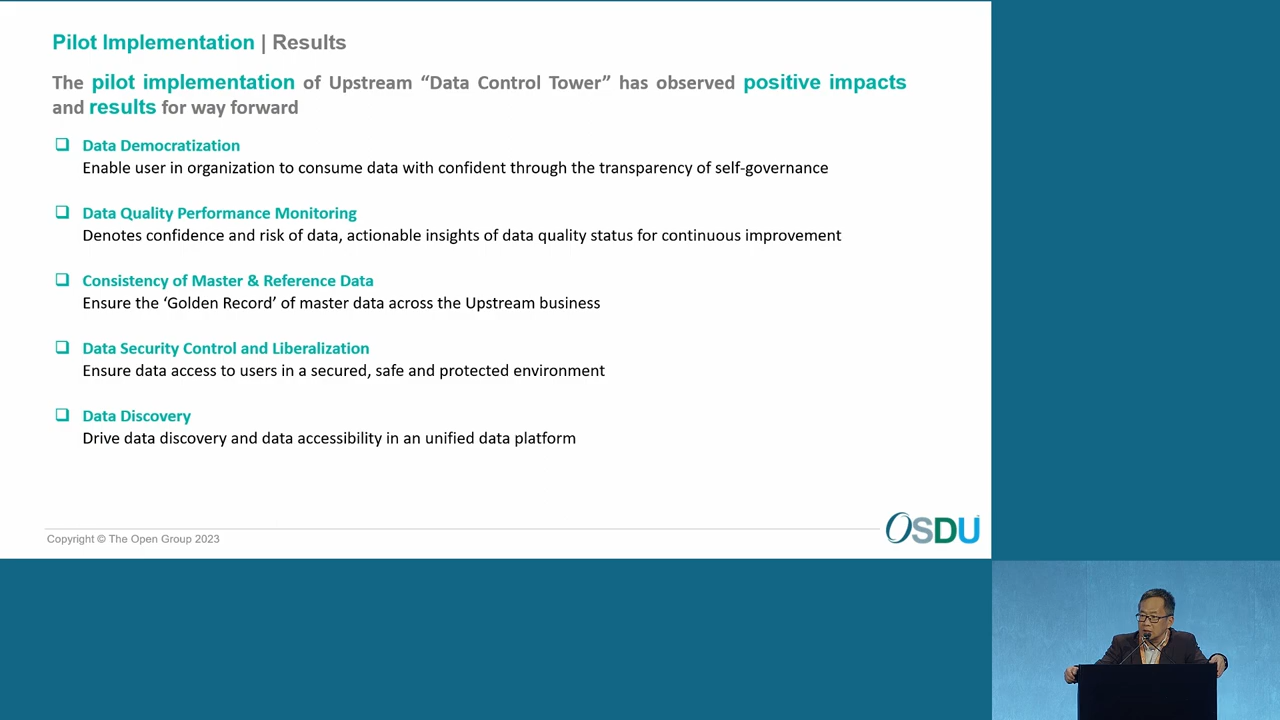 Pilot Implementation | Results
The pilot implementation of Upstream “Data Control Tower” has observed positive impacts
and results for way forward
Data Democratization
Enable user in organization to consume data with confident through the transparency of self-governance
Data Quality Performance Monitoring
Denotes confidence and risk of data, actionable insights of data quality status for continuous improvement
Consistency of Master & Reference Data
Ensure the ‘Golden Record’ of master data across the Upstream business
Data Security Control and Liberalization
Ensure data access to users in a secured, safe and protected environment
Data Discovery
Drive data discovery and data accessibility in an unified data platform
Copyright © The Open Group 2023
OSDU